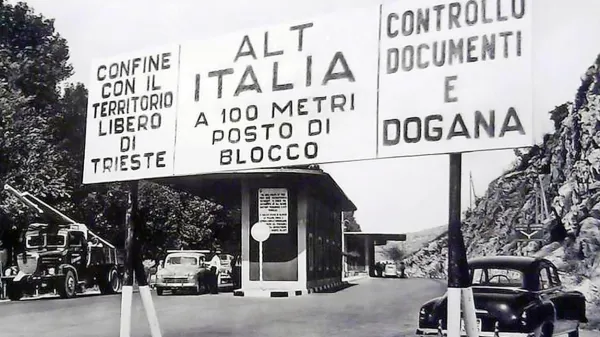 CONFINE
CON IL
TERRITORIO
LIBERO DI
TRIESTE
ALT
ITALIA
A 100 METRI
POSTO DI
BLOCCO
CONTROLLO
DOCUMENTI
E
DOGANA